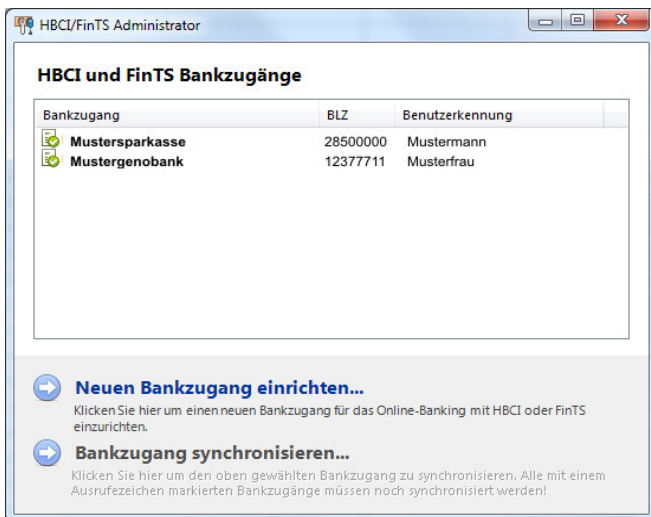 HBCI/FinTS Administrator
HBCI und FinTS Bankzugänge
Bankzugang BLZ Benutzerkennung
Mustersparkasse 28500000 Mustermann
Mustergenobank 12377711 Musterfrau
Neuen Bankzugang einrichten...
Klicken Sie hier um einen neuen Bankzugang für das Online-Banking mit HBCI oder FinTS
einzurichten.
Bankzugang synchronisieren...
Klicken Sie hier um den oben gewählten Bankzugang zu synchronisieren. Alle mit einem
Ausrufezeichen markierten Bankzugänge müssen noch synchronisiert werden!